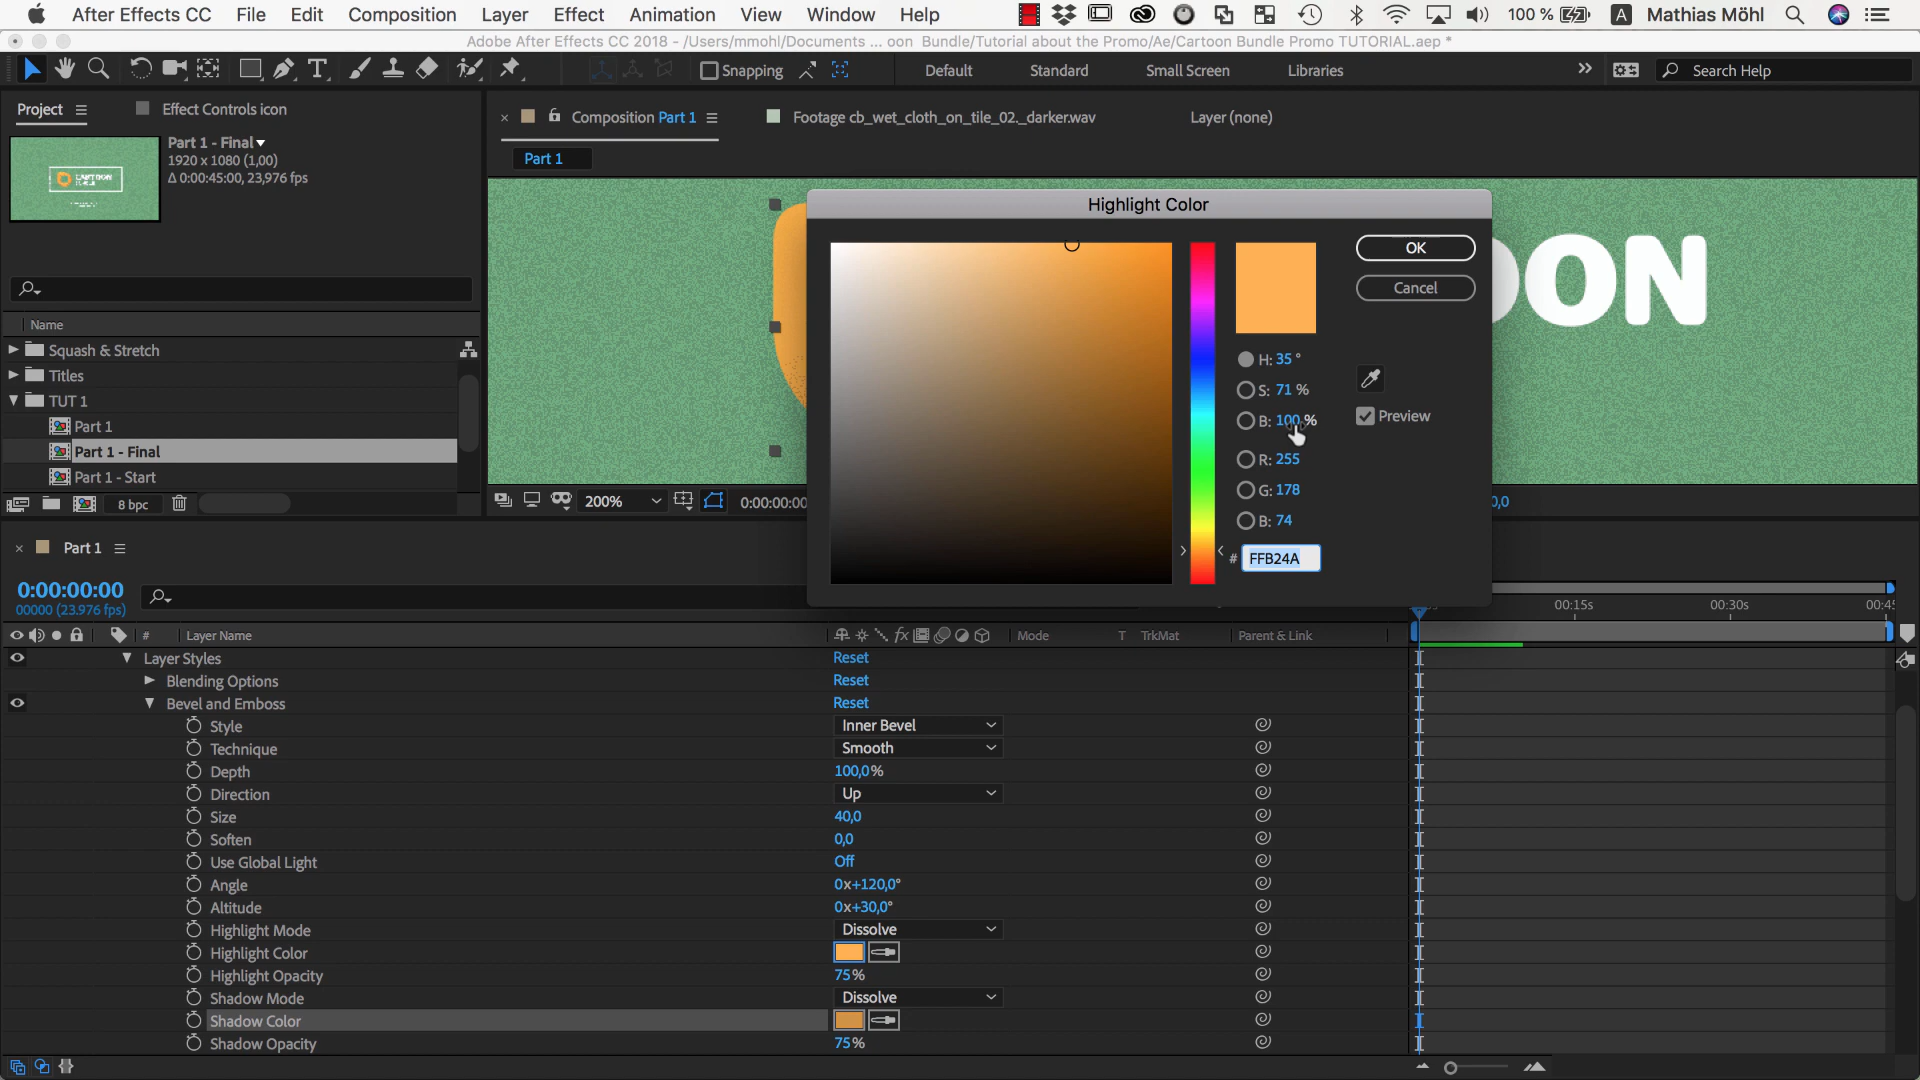 After Effects CC File Edit Composition Layer Effect Animation View Window Help 100 % A Mathias Möhl
Adobe After Effects CC 2018 - /Users/mmohl/Documents ... oon Bundle/Tutorial about the Promo/Ae/Cartoon Bundle Promo TUTORIAL.aep *
Snapping Default Standard Small Screen Libraries Search Help
Project Effect Controls icon
Composition Part 1 Footage cb_wet_cloth_on_tile_02._darker.wav Layer (none)
Part 1 - Final
1920 x 1080 (1,00)
Δ 0:00:45:00, 23,976 fps
Part 1
Highlight Color
OON
OK
Cancel
H: 35 °
S: 71 %
B: 100 %
Preview
R: 255
G: 178
B: 74
# FFB24A
Name
Squash & Stretch
Titles
TUT 1
Part 1
Part 1 - Final
Part 1 - Start
8 bpc
200% 0:00:00:00 0,0
Part 1
0:00:00:00
00000 (23.976 fps)
00:15s 00:30s 00:45
# Layer Name Mode T TrkMat Parent & Link
Layer Styles Reset
Blending Options Reset
Bevel and Emboss Reset
Style Inner Bevel
Technique Smooth
Depth 100,0%
Direction Up
Size 40,0
Soften 0,0
Use Global Light Off
Angle 0x+120,0°
Altitude 0x+30,0°
Highlight Mode Dissolve
Highlight Color
Highlight Opacity 75%
Shadow Mode Dissolve
Shadow Color
Shadow Opacity 75%